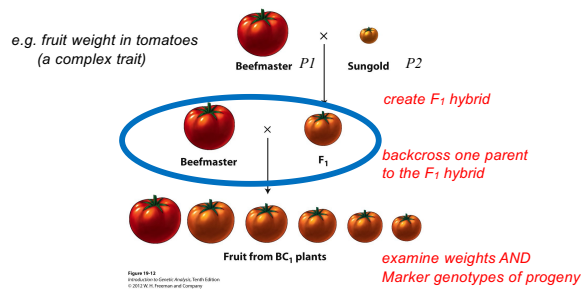 e.g. fruit weight in tomatoes
(a complex trait)
×
Beefmaster P1 Sungold P2
create F1 hybrid
×
Beefmaster F1
backcross one parent
to the F1 hybrid
Fruit from BC1 plants
examine weights AND
Marker genotypes of progeny
Figure 19-12
Introduction to Genetic Analysis, Tenth Edition
© 2012 W. H. Freeman and Company